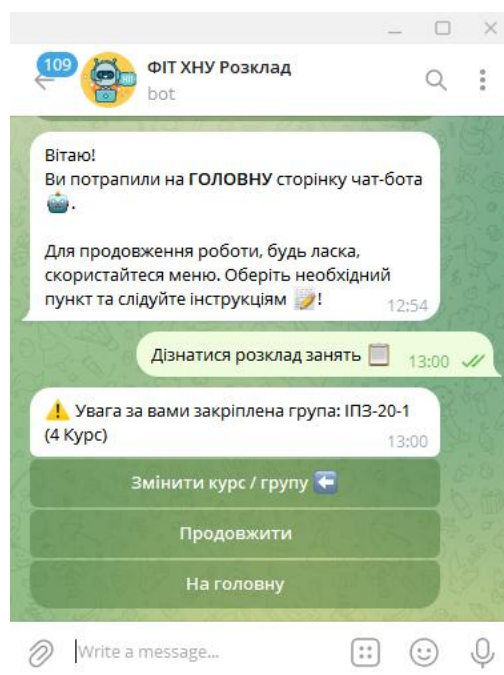 109
ФІТ ХНУ Розклад
bot
Вітаю!
Ви потрапили на ГОЛОВНУ сторінку чат-бота
🤖.
Для продовження роботи, будь ласка,
скористайтеся меню. Оберіть необхідний
пункт та слідуйте інструкціям 📝!
12:54
Дізнатися розклад занять 📋 13:00
⚠️ Увага за вами закріплена група: ІПЗ-20-1
(4 Курс)
13:00
Змінити курс / групу ⬅️
Продовжити
На головну
Write a message...